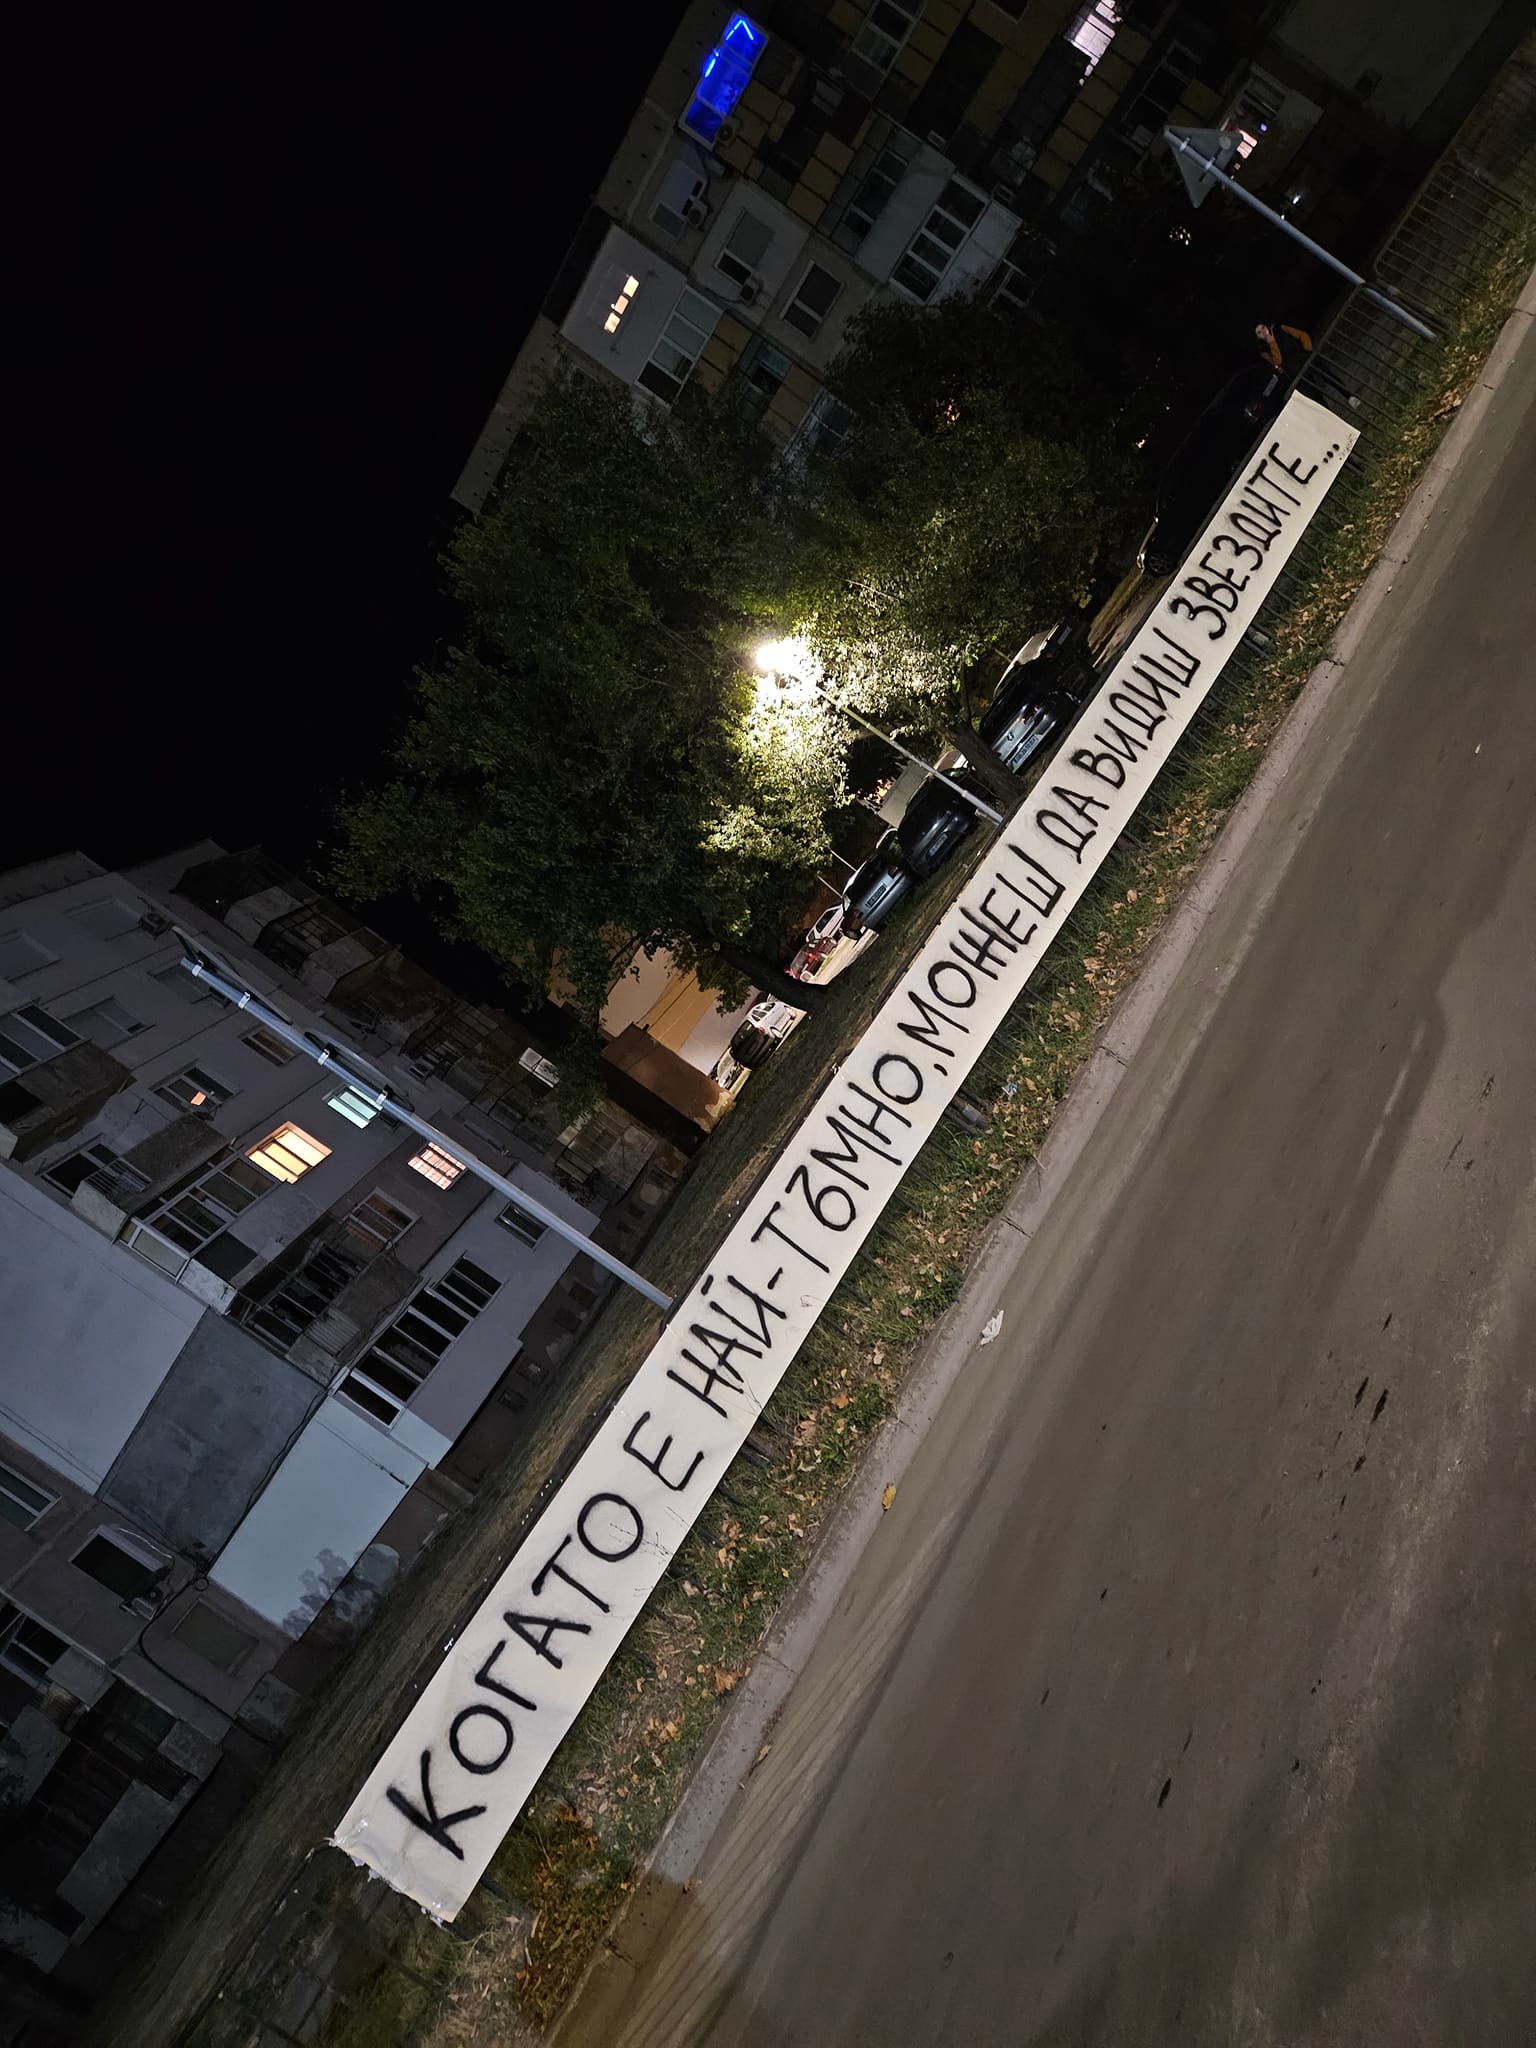 КОГАТО Е НАЙ-ТЪМНО, МОЖЕШ ДА ВИДИШ ЗВЕЗДИТЕ...